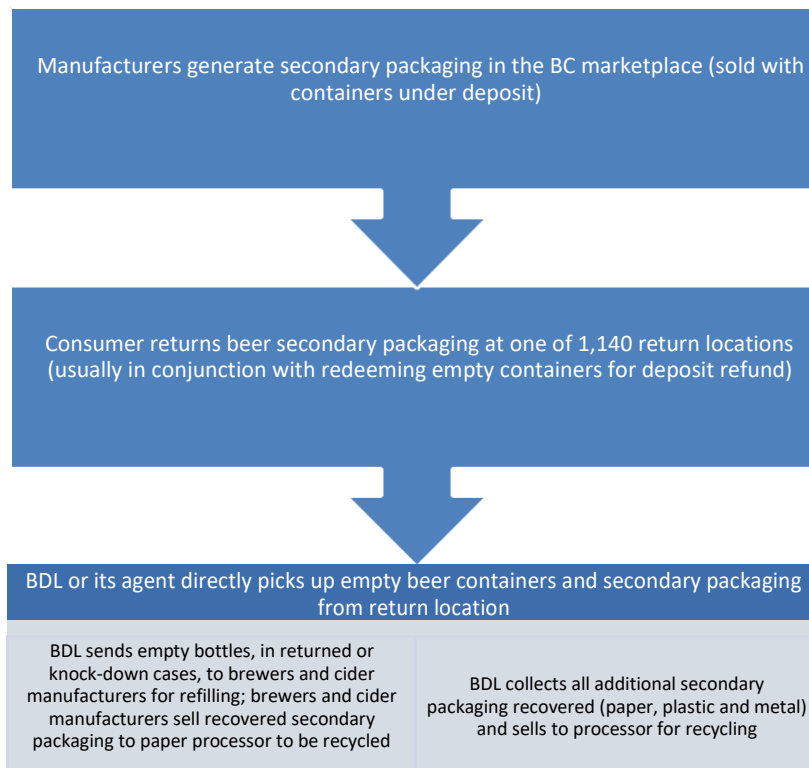 Manufacturers generate secondary packaging in the BC marketplace (sold with
containers under deposit)
Consumer returns beer secondary packaging at one of 1,140 return locations
(usually in conjunction with redeeming empty containers for deposit refund)
BDL or its agent directly picks up empty beer containers and secondary packaging
from return location
BDL sends empty bottles, in returned or
knock-down cases, to brewers and cider
manufacturers for refilling; brewers and cider
manufacturers sell recovered secondary
packaging to paper processor to be recycled
BDL collects all additional secondary
packaging recovered (paper, plastic and metal)
and sells to processor for recycling